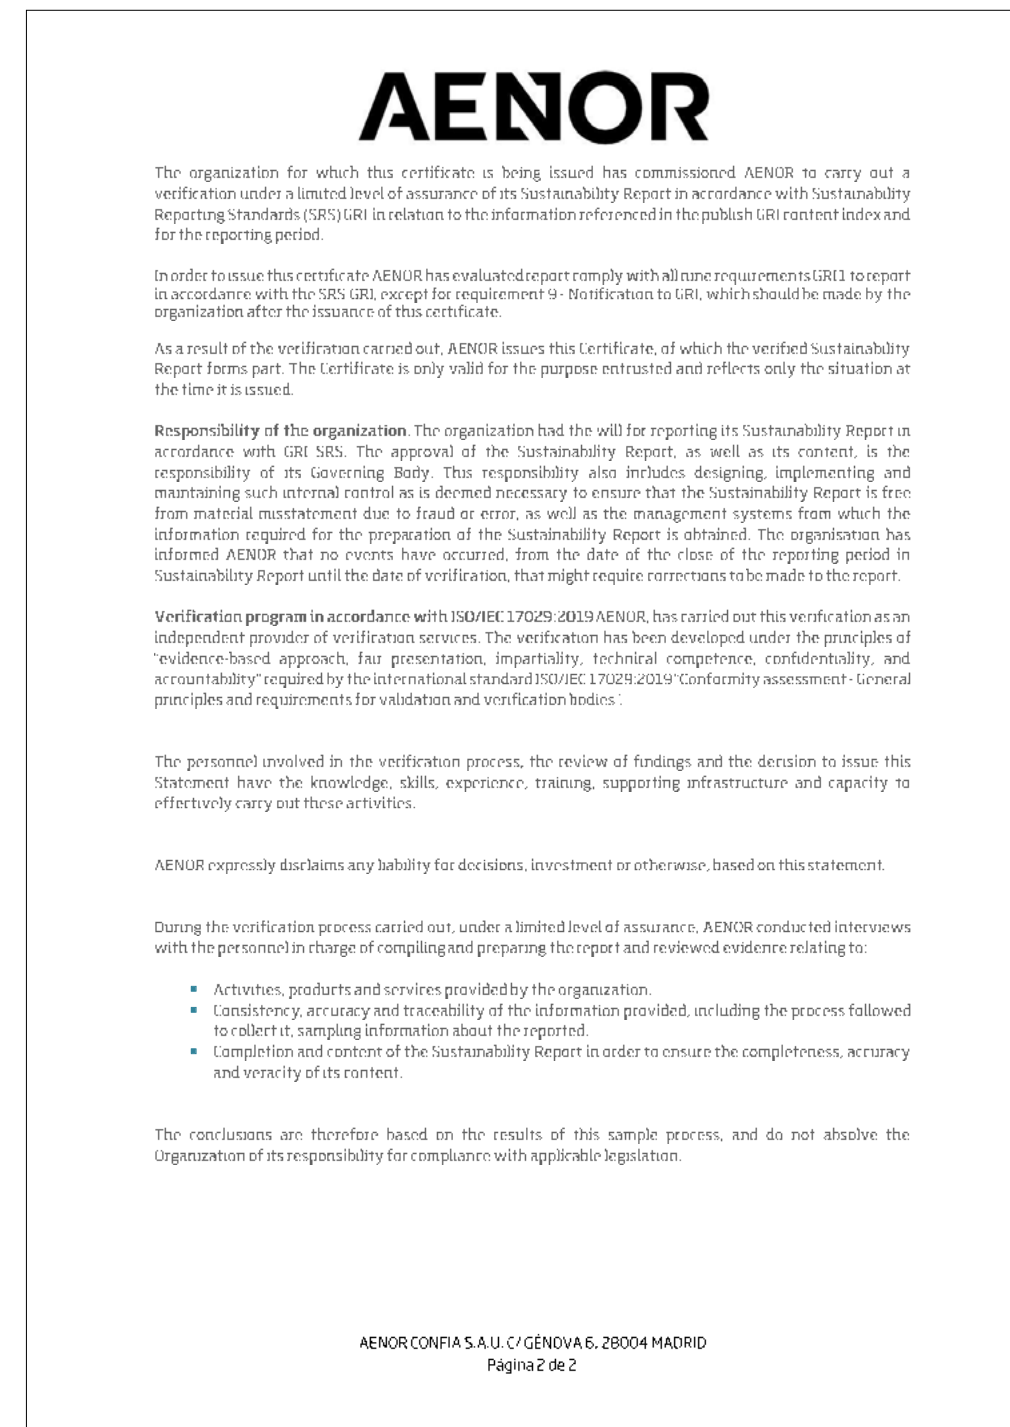 AENOR
The organization for which this certificate is being issued has commissioned AENOR to carry out a
verification under a limited level of assurance of its Sustainability Report in accordance with Sustainability
Reporting Standards (SRS) GRI in relation to the information referenced in the publish GRI content index and
for the reporting period.
In order to issue this certificate AENOR has evaluated report comply with all nine requirements GRI 1 to report
in accordance with the SRS GRI, except for requirement 9 - Notification to GRI, which should be made by the
organization after the issuance of this certificate.
As a result of the verification carried out, AENOR issues this Certificate, of which the verified Sustainability
Report forms part. The Certificate is only valid for the purpose entrusted and reflects only the situation at
the time it is issued.
Responsibility of the organization. The organization had the will for reporting its Sustainability Report in
accordance with GRI SRS. The approval of the Sustainability Report, as well as its content, is the
responsibility of its Governing Body. This responsibility also includes designing, implementing and
maintaining such internal control as is deemed necessary to ensure that the Sustainability Report is free
from material misstatement due to fraud or error, as well as the management systems from which the
information required for the preparation of the Sustainability Report is obtained. The organisation has
informed AENOR that no events have occurred, from the date of the close of the reporting period in
Sustainability Report until the date of verification, that might require corrections to be made to the report.
Verification program in accordance with ISO/IEC 17029:2019 AENOR, has carried out this verification as an
independent provider of verification services. The verification has been developed under the principles of
“evidence-based approach, fair presentation, impartiality, technical competence, confidentiality, and
accountability” required by the international standard ISO/IEC 17029:2019 “Conformity assessment - General
principles and requirements for validation and verification bodies”.
The personnel involved in the verification process, the review of findings and the decision to issue this
Statement have the knowledge, skills, experience, training, supporting infrastructure and capacity to
effectively carry out these activities.
AENOR expressly disclaims any liability for decisions, investment or otherwise, based on this statement.
During the verification process carried out, under a limited level of assurance, AENOR conducted interviews
with the personnel in charge of compiling and preparing the report and reviewed evidence relating to:
▪ Activities, products and services provided by the organization.
▪ Consistency, accuracy and traceability of the information provided, including the process followed
to collect it, sampling information about the reported.
▪ Completion and content of the Sustainability Report in order to ensure the completeness, accuracy
and veracity of its content.
The conclusions are therefore based on the results of this sample process, and do not absolve the
Organization of its responsibility for compliance with applicable legislation.
AENOR CONFIA S.A.U. C/ GÉNOVA 6, 28004 MADRID
Página 2 de 2